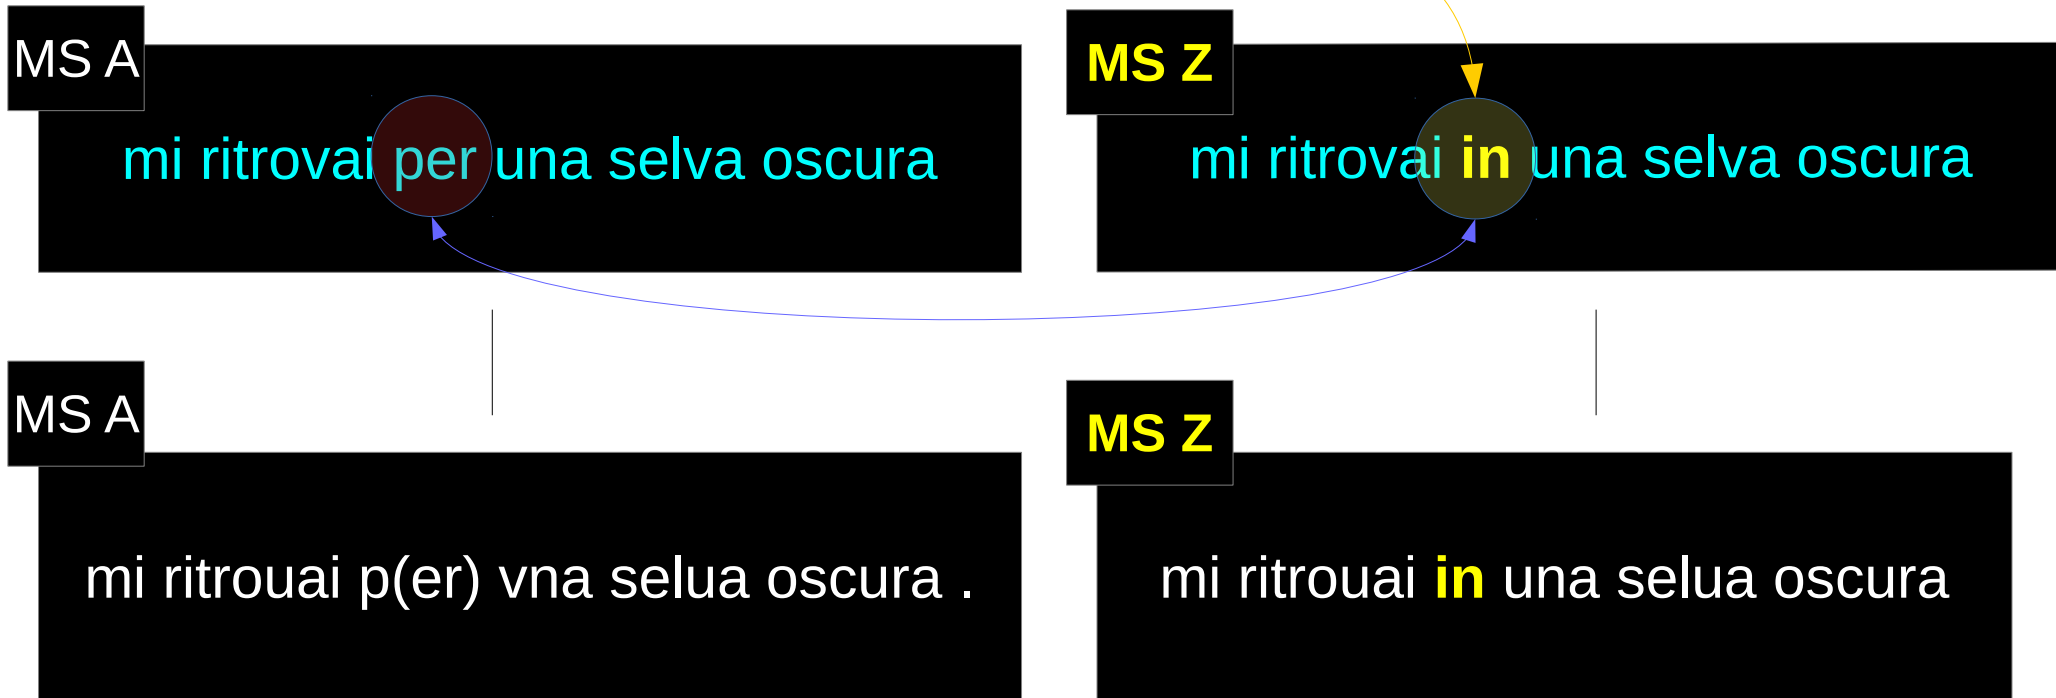 MS A
mi ritrovai per una selva oscura
MS Z
mi ritrovai in una selva oscura
MS A
mi ritrouai p(er) vna selua oscura .
MS Z
mi ritrouai in una selua oscura